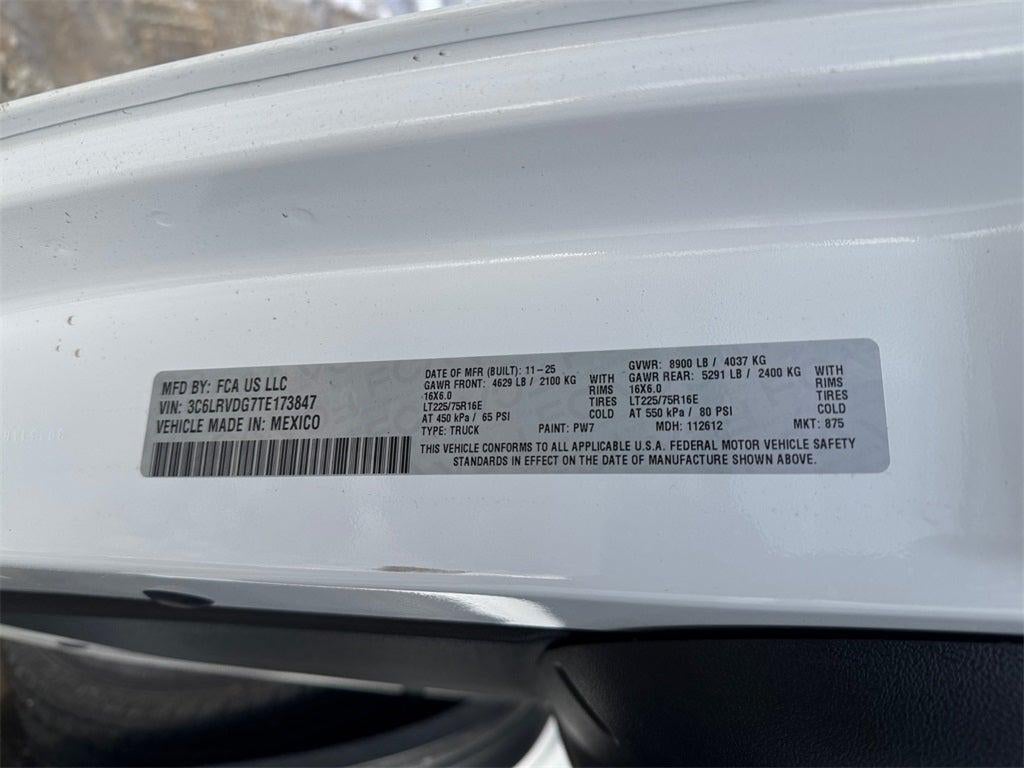 MFD BY: FCA US LLC
VIN: 3C6LRVDG7TE173847
VEHICLE MADE IN: MEXICO
DATE OF MFR (BUILT): 11-25
GAWR FRONT: 4629 LB / 2100 KG WITH
16X6.0 RIMS
LT225/75R16E TIRES
AT 450 kPa / 65 PSI COLD
TYPE: TRUCK PAINT: PW7
GVWR: 8900 LB / 4037 KG
GAWR REAR: 5291 LB / 2400 KG WITH
16X6.0 RIMS
LT225/75R16E TIRES
AT 550 kPa / 80 PSI COLD
MDH: 112612 MKT: 875
THIS VEHICLE CONFORMS TO ALL APPLICABLE U.S.A. FEDERAL MOTOR VEHICLE SAFETY
STANDARDS IN EFFECT ON THE DATE OF MANUFACTURE SHOWN ABOVE.